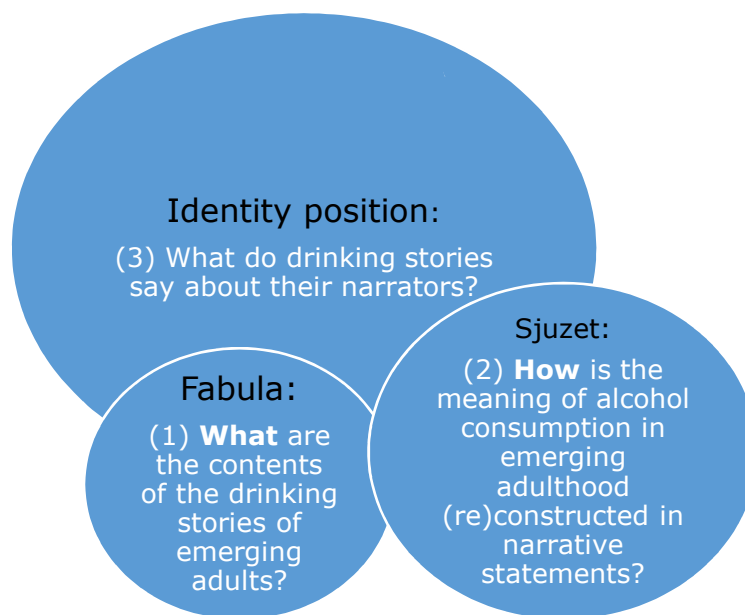 Identity position:
(3) What do drinking stories
say about their narrators?
Fabula:
(1) What are
the contents
of the drinking
stories of
emerging
adults?
Sjuzet:
(2) How is the
meaning of alcohol
consumption in
emerging
adulthood
(re)constructed in
narrative
statements?